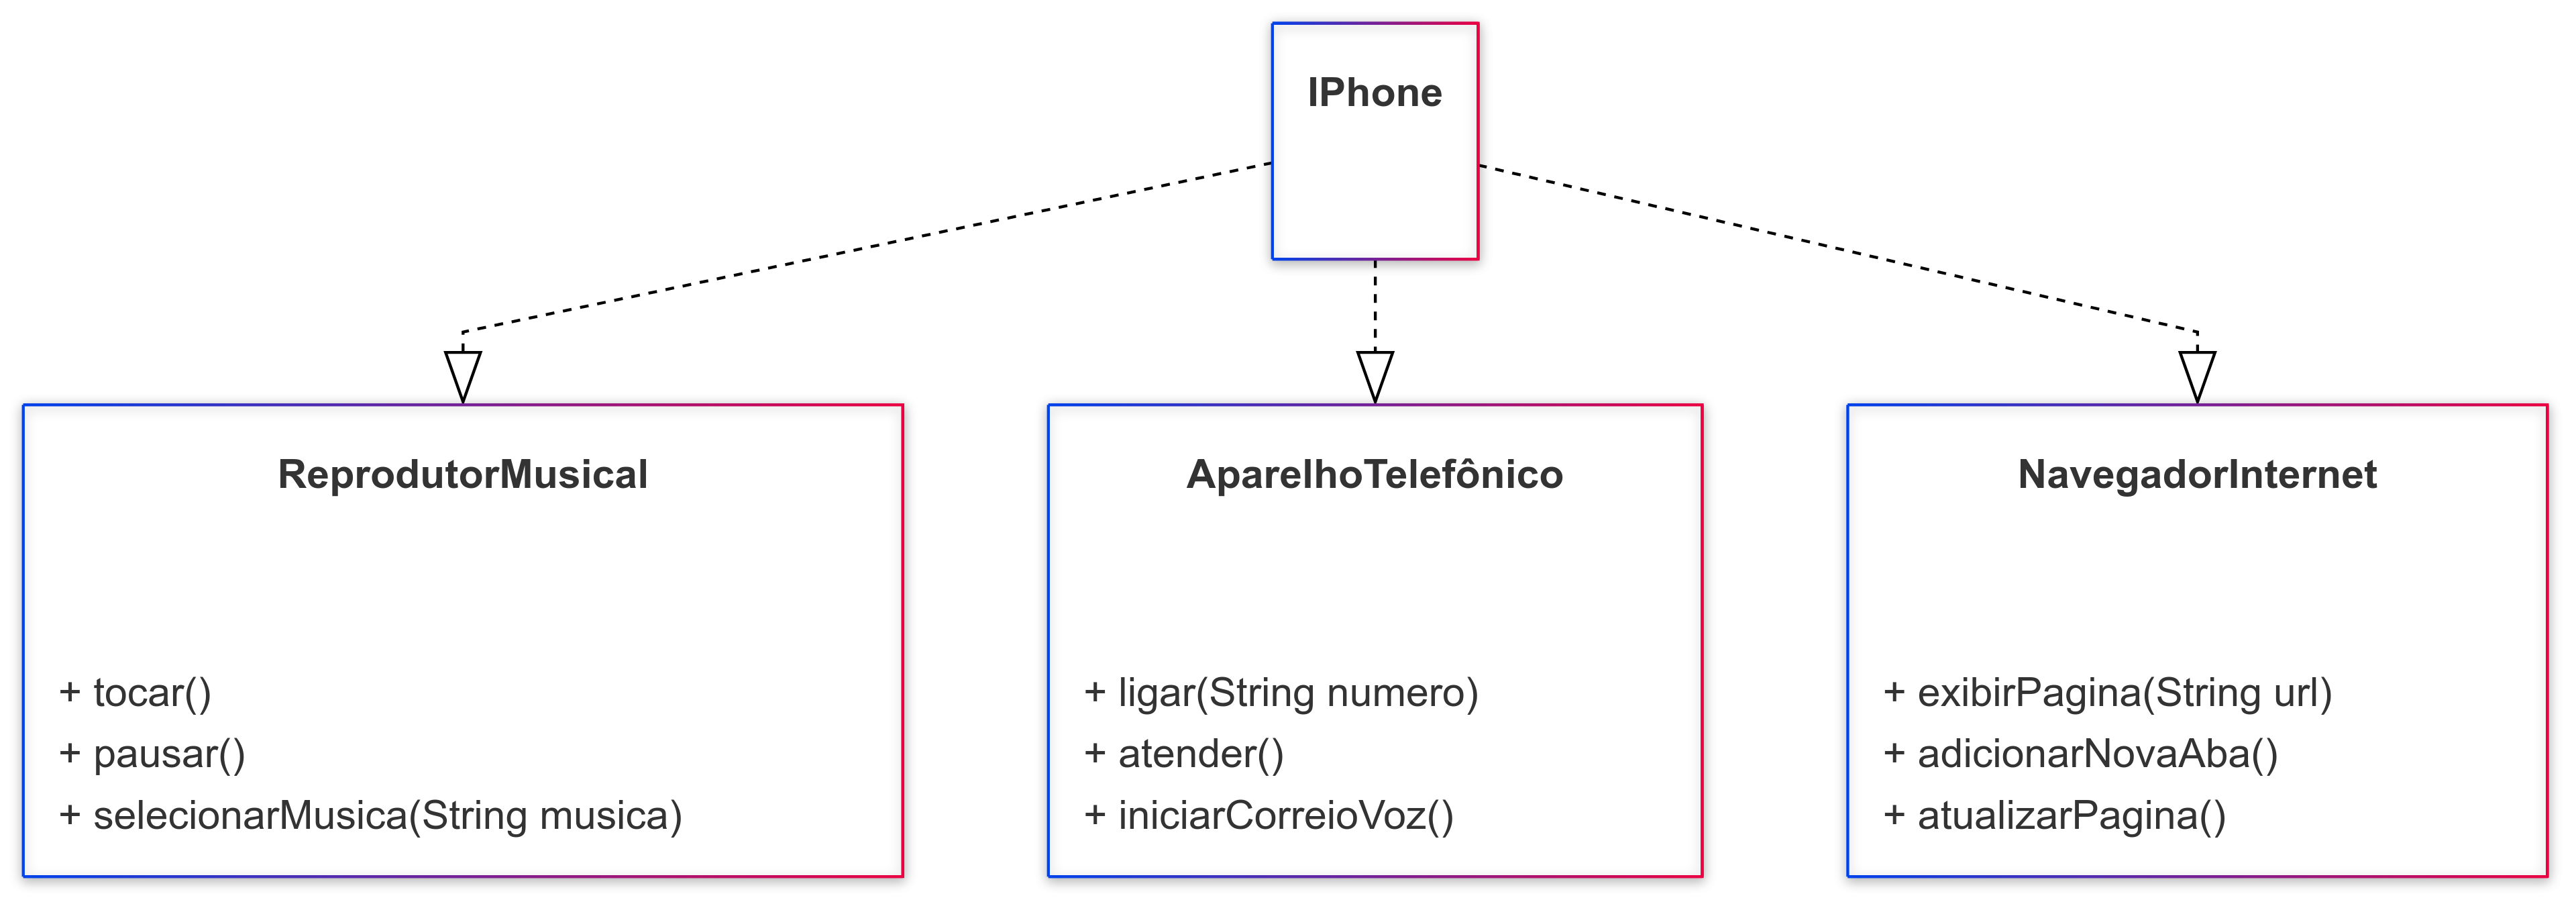 IPhone
ReprodutorMusical
+ tocar()
+ pausar()
+ selecionarMusica(String musica)
AparelhoTelefônico
+ ligar(String numero)
+ atender()
+ iniciarCorreioVoz()
NavegadorInternet
+ exibirPagina(String url)
+ adicionarNovaAba()
+ atualizarPagina()